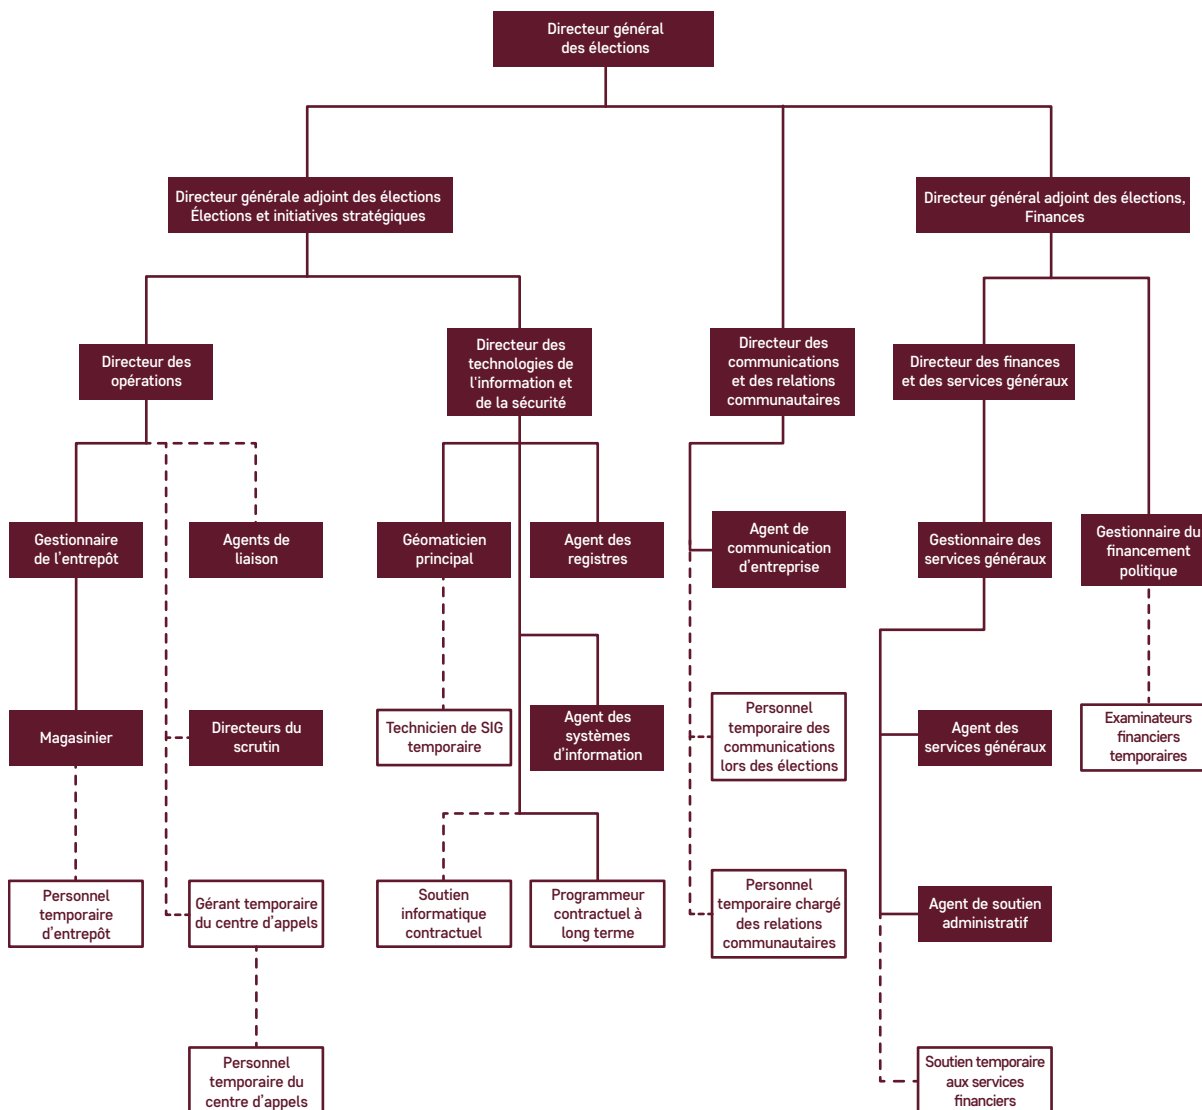 Directeur général
des élections
Directeur générale adjoint des élections
Élections et initiatives stratégiques
Directeur général adjoint des élections,
Finances
Directeur des
opérations
Directeur des
technologies de
l'information et
de la sécurité
Directeur des
communications
et des relations
communautaires
Directeur des finances
et des services généraux
Gestionnaire
de l'entrepôt
Agents de
liaison
Géomaticien
principal
Agent des
registres
Agent de
communication
d'entreprise
Gestionnaire des
services généraux
Gestionnaire du
financement
politique
Magasinier
Directeurs du
scrutin
Technicien de SIG
temporaire
Agent des
systèmes
d'information
Personnel
temporaire des
communications
lors des élections
Agent des
services généraux
Examinateurs
financiers
temporaires
Personnel
temporaire
d'entrepôt
Gérant temporaire
du centre d'appels
Soutien
informatique
contractuel
Programmeur
contractuel à
long terme
Personnel
temporaire chargé
des relations
communautaires
Agent de soutien
administratif
Personnel
temporaire du
centre d'appels
Soutien temporaire
aux services
financiers